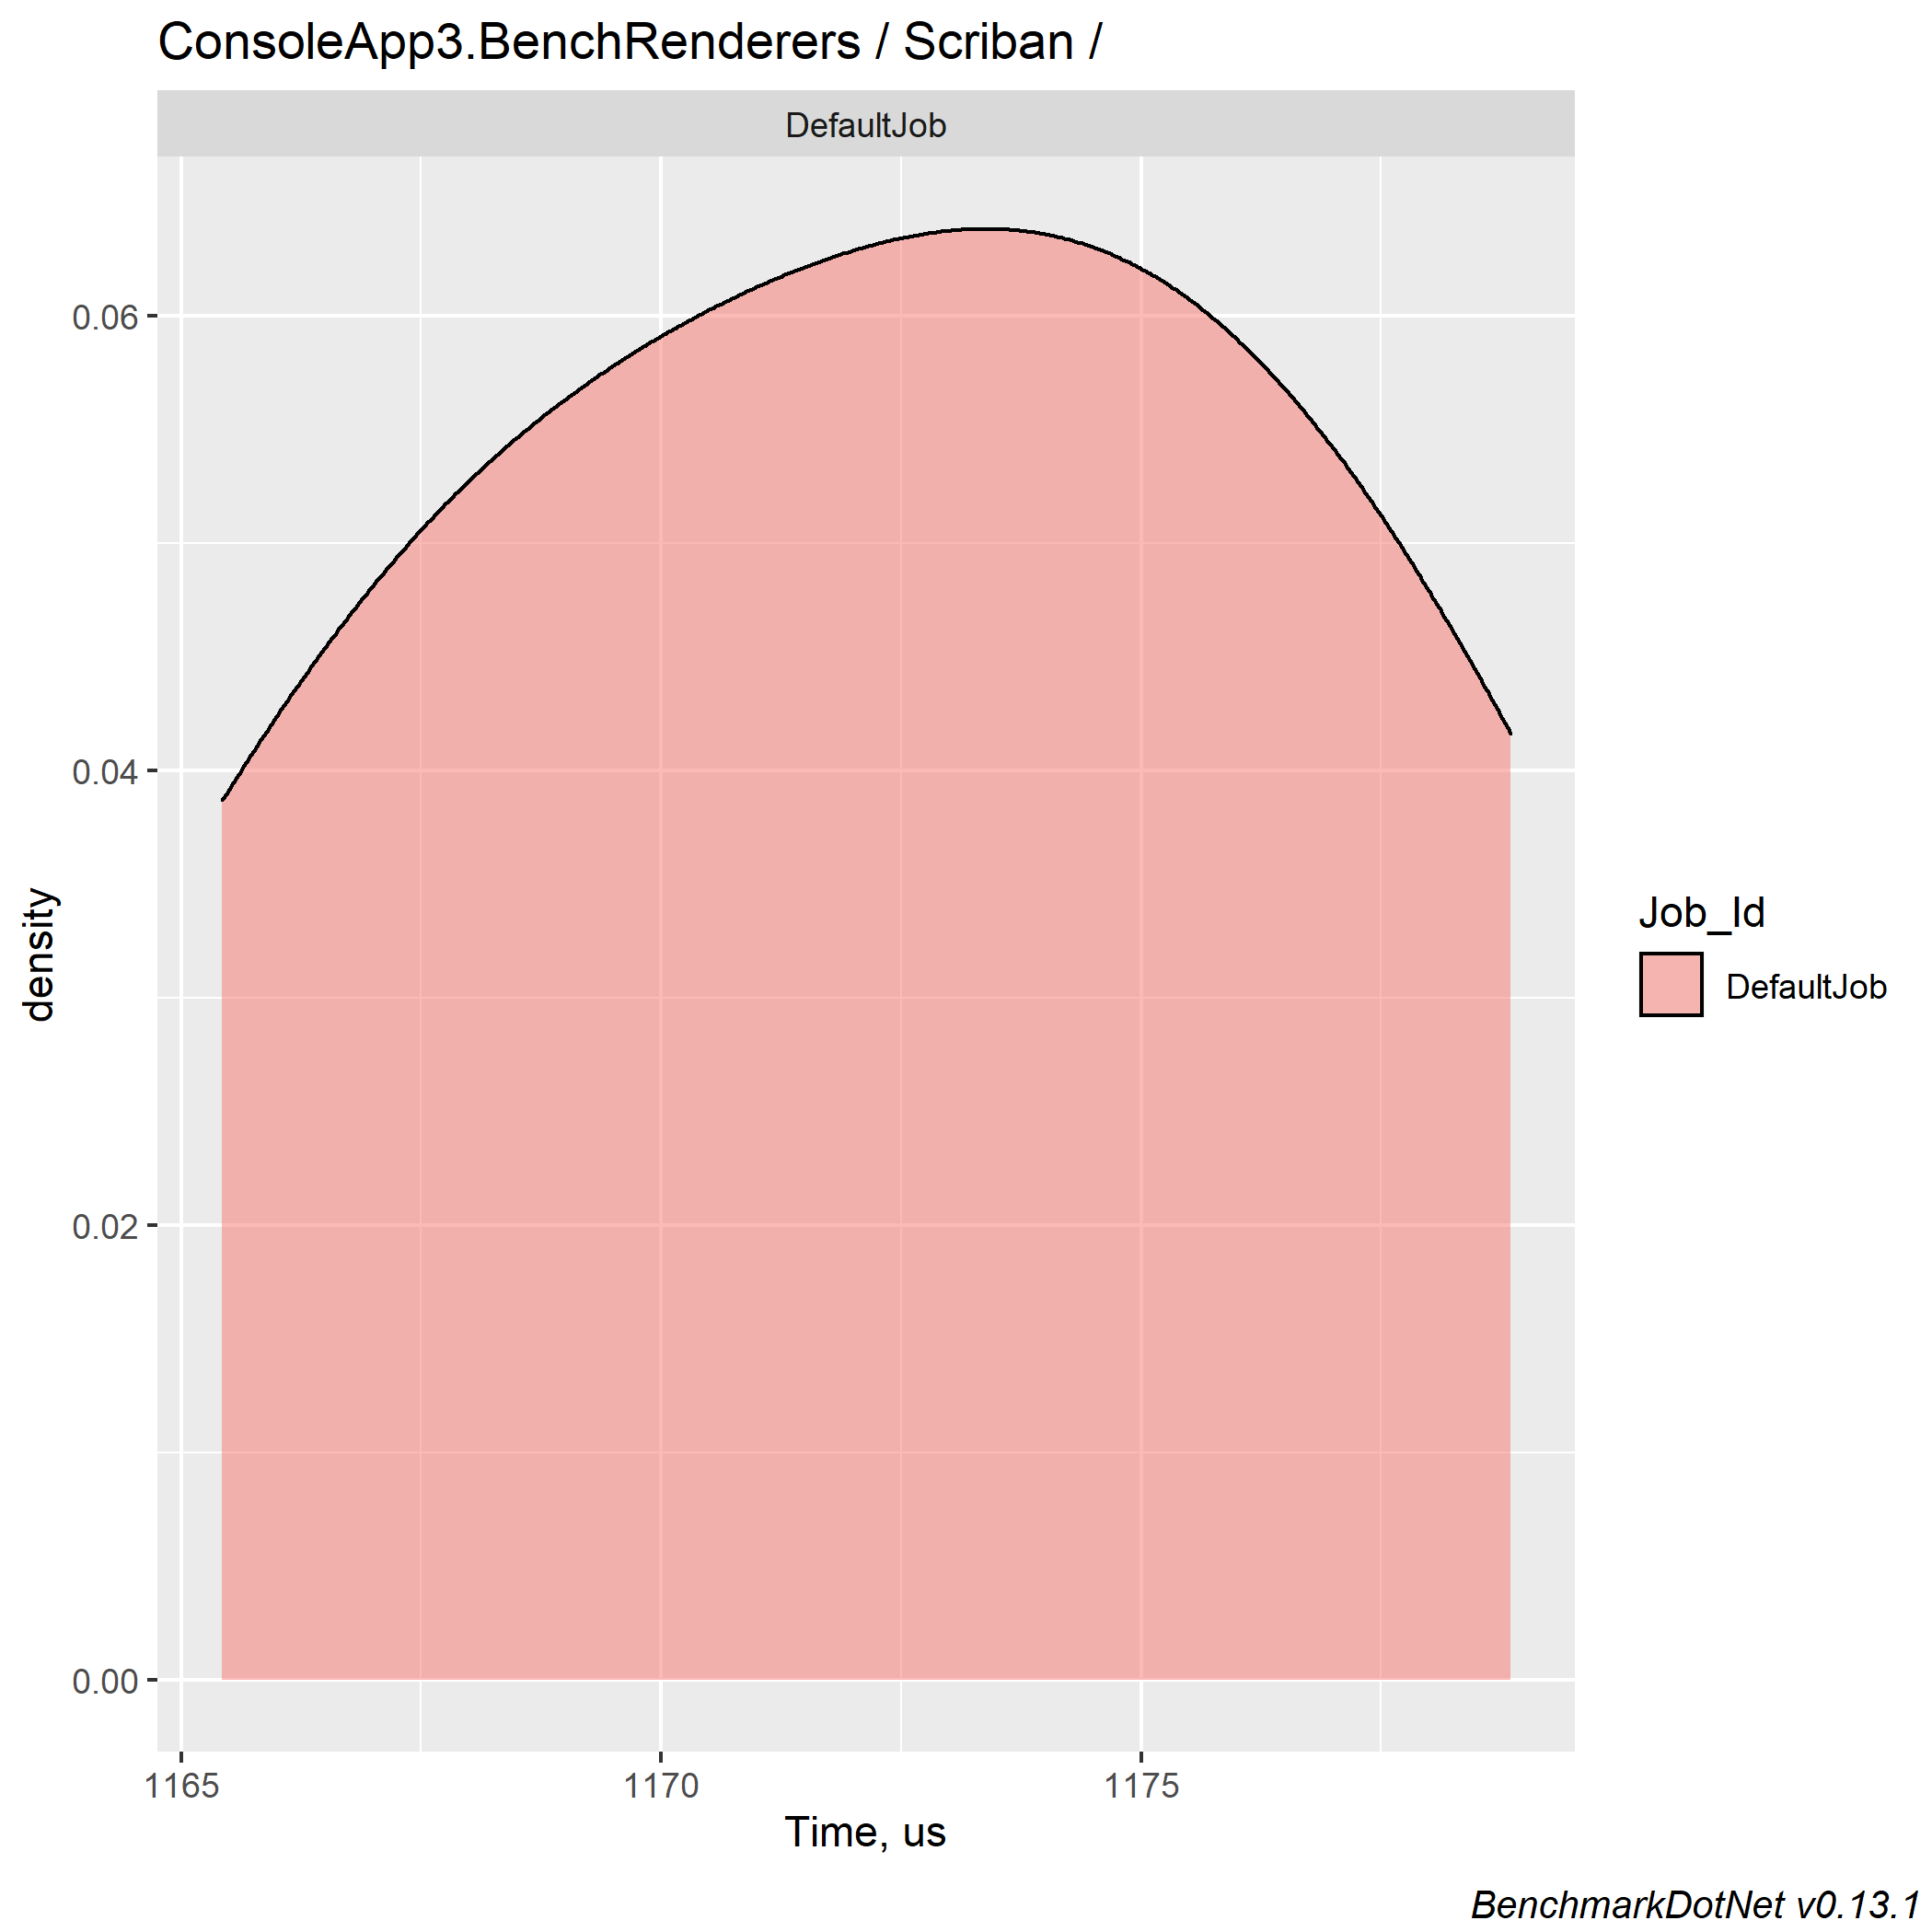 ConsoleApp3.BenchRenderers / Scriban /
DefaultJob
0.06
0.04
0.02
0.00
density
1165 1170 1175
Time, us
Job_Id
DefaultJob
BenchmarkDotNet v0.13.1